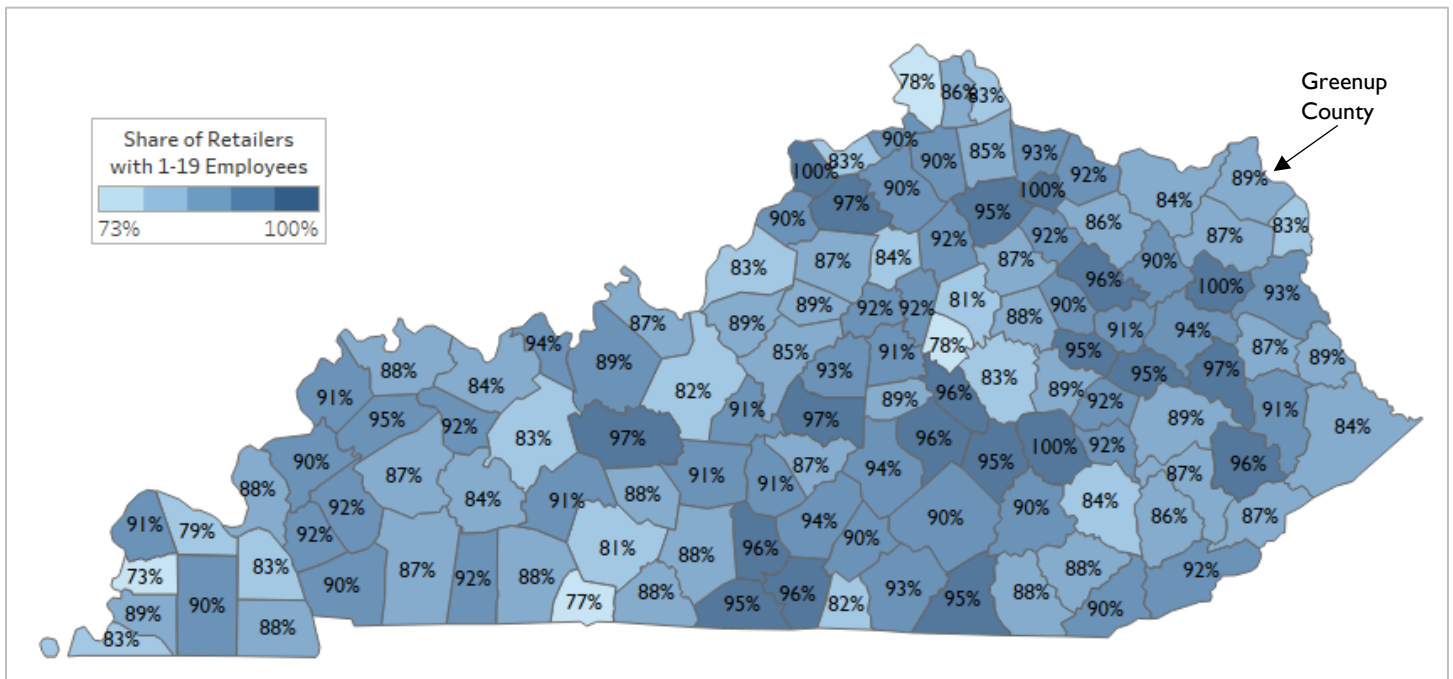 Greenup
County
Share of Retailers
with 1-19 Employees
73% 100%
78% 86% 83%
90% 85% 93%
100% 83% 90% 92% 89%
97% 90% 95% 100% 84%
90% 92% 92% 86% 87% 83%
83% 87% 84% 87% 96% 90% 100% 93%
89% 92% 92% 81% 88% 90%
87% 89% 91% 94%
94% 89% 85% 93% 91% 78% 95% 87% 89%
88% 84% 82% 83% 95% 97%
91% 91% 97% 89% 96% 89% 92% 91%
95% 92% 83% 97% 96% 89% 84%
90% 87% 91% 91% 87% 94% 95% 100% 92% 87% 96%
88% 92% 84% 91% 88% 90% 84% 86% 87%
91% 79% 92% 94% 90% 90%
73% 83% 90% 87% 92% 88% 81% 88% 96% 93% 88% 92%
89% 90% 77% 88% 95% 96% 82% 95% 88% 90%
83% 88%